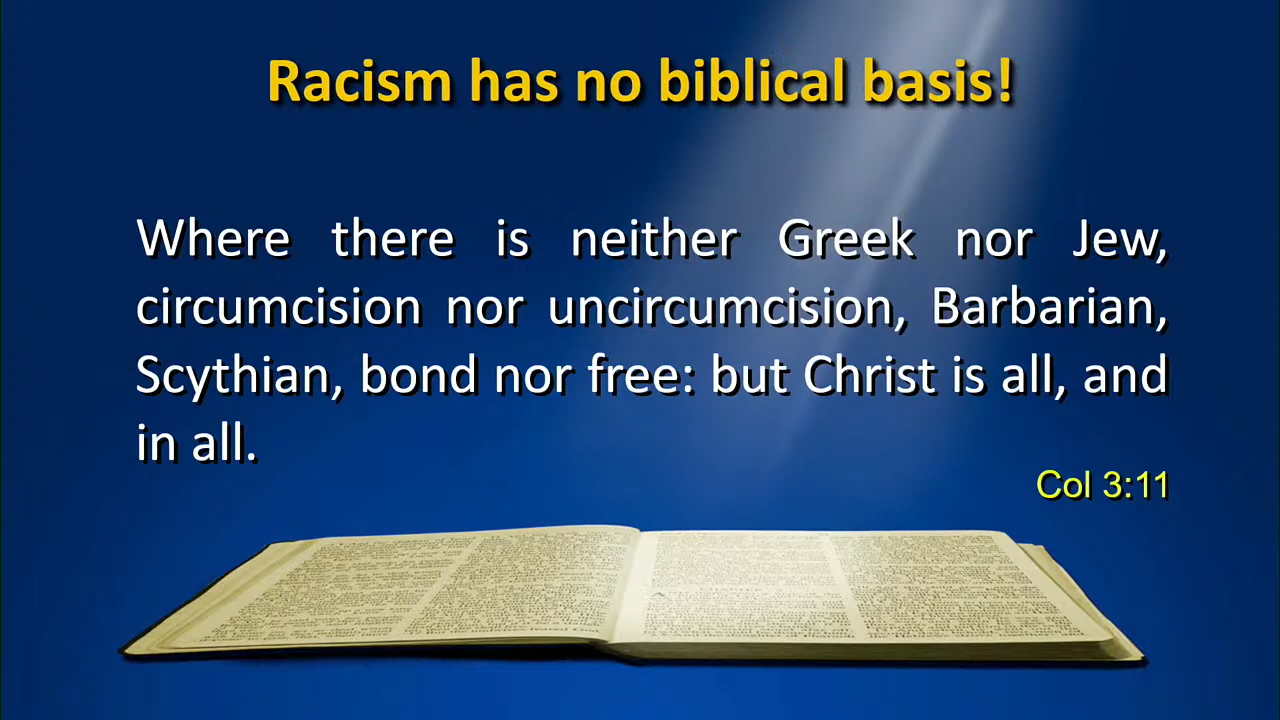 Racism has no biblical basis!
Where there is neither Greek nor Jew,
circumcision nor uncircumcision, Barbarian,
Scythian, bond nor free: but Christ is all, and
in all.
Col 3:11